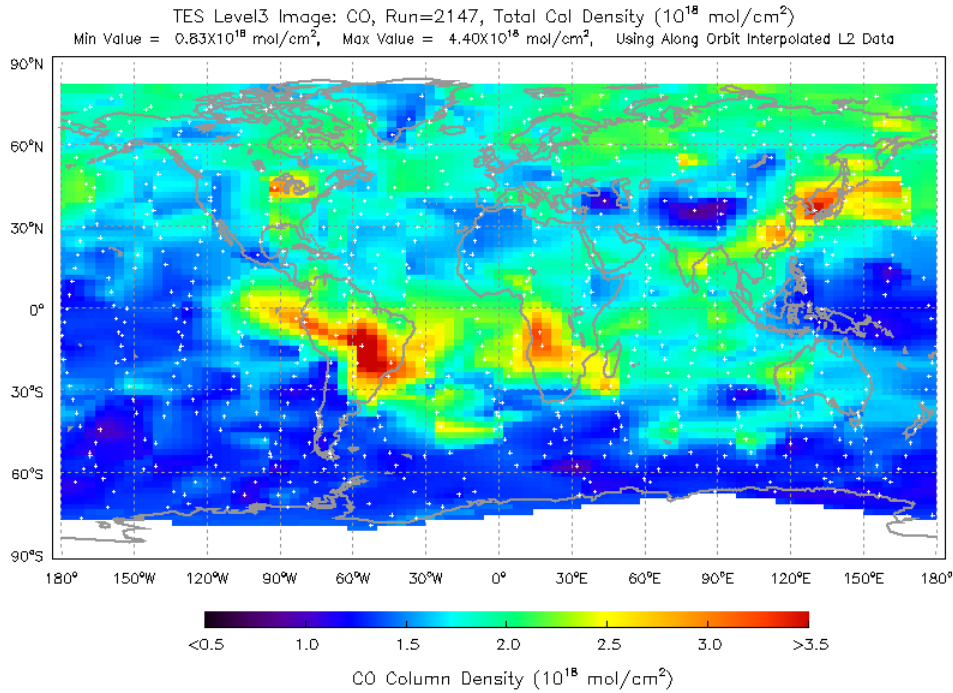 TES Level3 Image: CO, Run=2147, Total Col Density (10¹⁸ mol/cm²)
Min Value = 0.83X10¹⁸ mol/cm², Max Value = 4.40X10¹⁸ mol/cm², Using Along Orbit Interpolated L2 Data
90°N
60°N
30°N
0°
30°S
60°S
90°S
180° 150°W 120°W 90°W 60°W 30°W 0° 30°E 60°E 90°E 120°E 150°E 180°
<0.5 1.0 1.5 2.0 2.5 3.0 >3.5
CO Column Density (10¹⁸ mol/cm²)